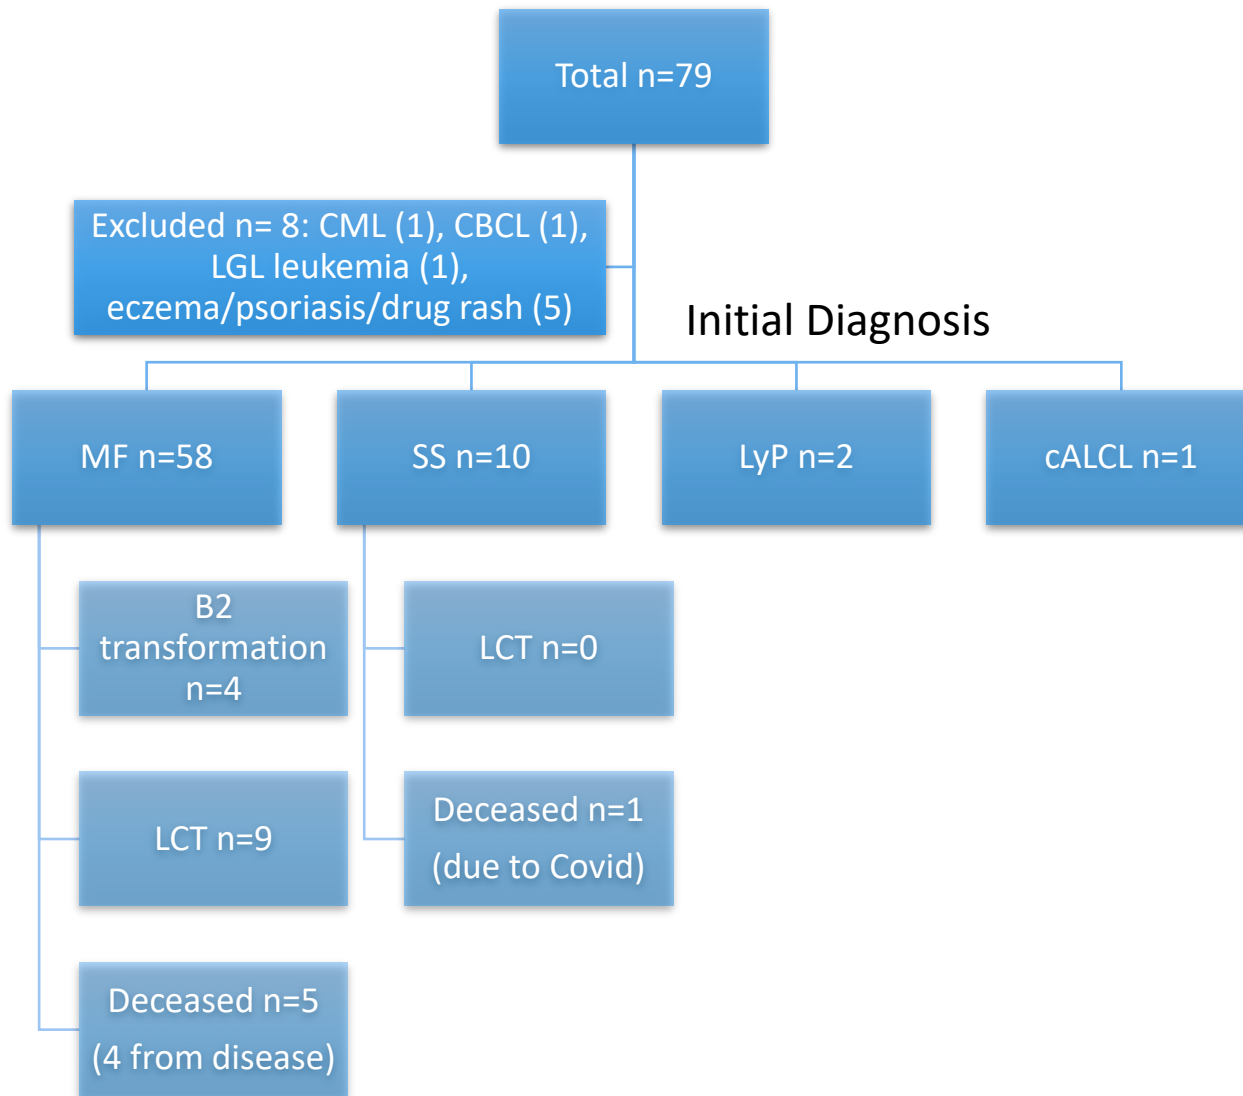 Total n=79
Excluded n= 8: CML (1), CBCL (1),
LGL leukemia (1),
eczema/psoriasis/drug rash (5)
Initial Diagnosis
MF n=58
SS n=10
LyP n=2
cALCL n=1
B2
transformation
n=4
LCT n=0
LCT n=9
Deceased n=1
(due to Covid)
Deceased n=5
(4 from disease)